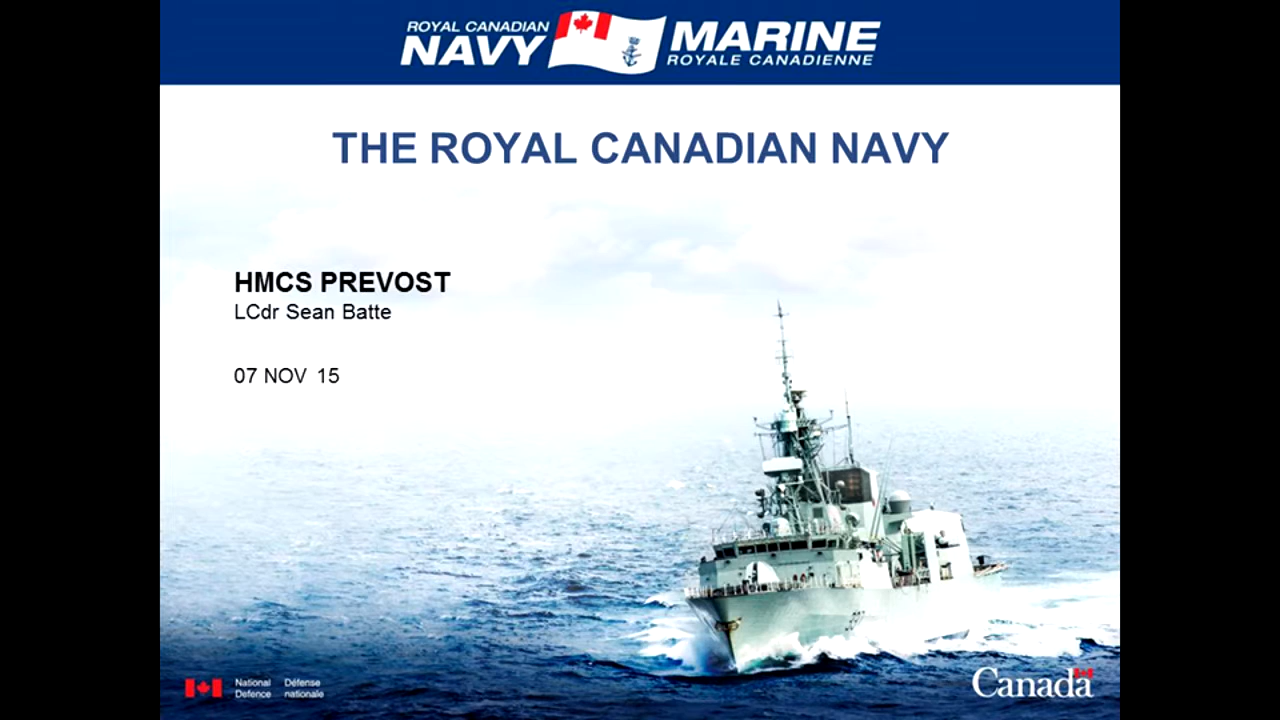 ROYAL CANADIAN
NAVY
MARINE
ROYALE CANADIENNE
THE ROYAL CANADIAN NAVY
HMCS PREVOST
LCdr Sean Batte
07 NOV 15
National Defence
Défense nationale
Canada